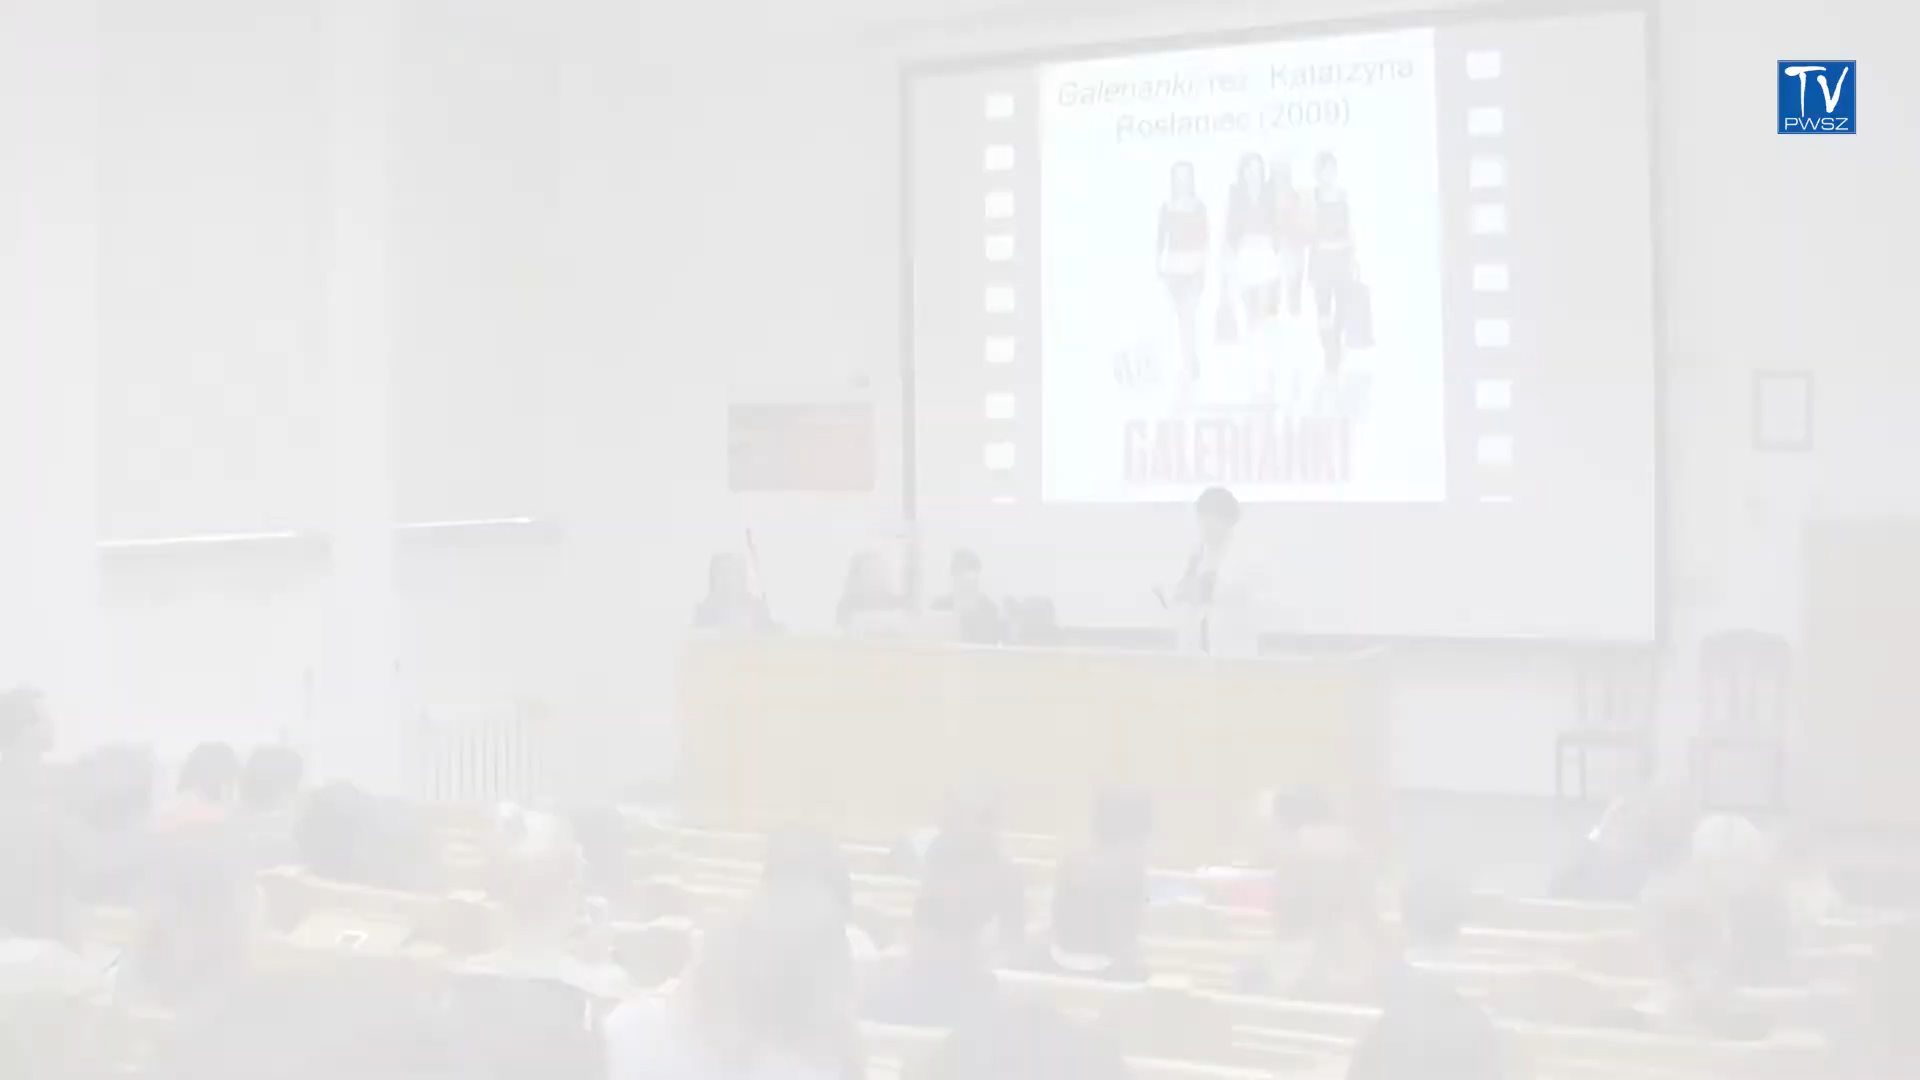 Galerianki, reż. Katarzyna
Rosłaniec (2009)
GALERIANKI
TV
PWSZ